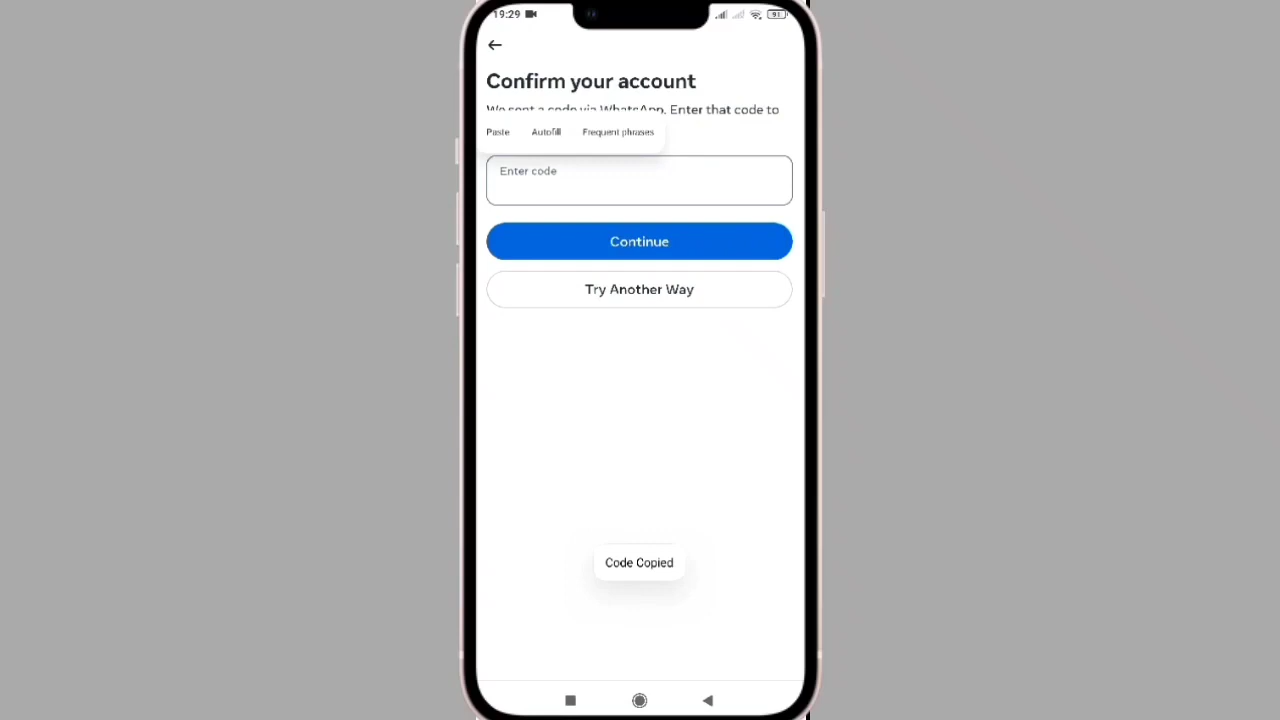 19:29
91
Confirm your account
We sent a code via WhatsApp. Enter that code to
Paste Autofill Frequent phrases
Enter code
Continue
Try Another Way
Code Copied